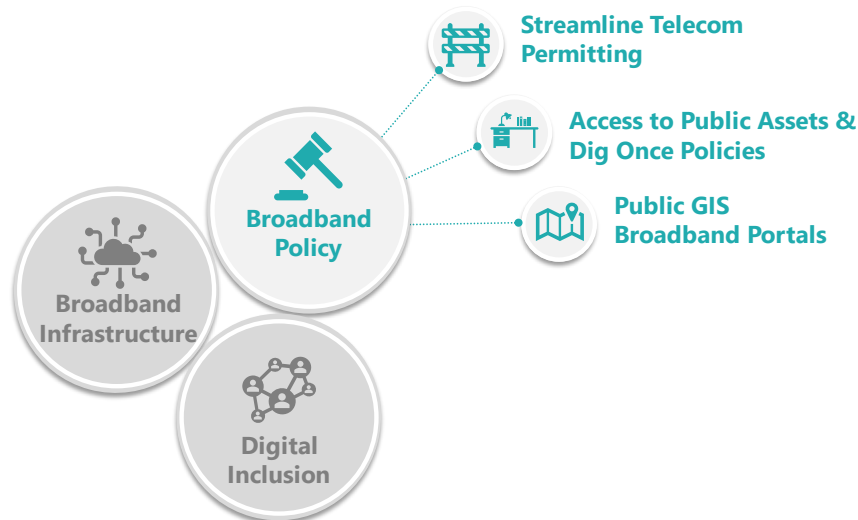 Streamline Telecom
Permitting
Access to Public Assets &
Dig Once Policies
Public GIS
Broadband Portals
Broadband
Policy
Broadband
Infrastructure
Digital
Inclusion